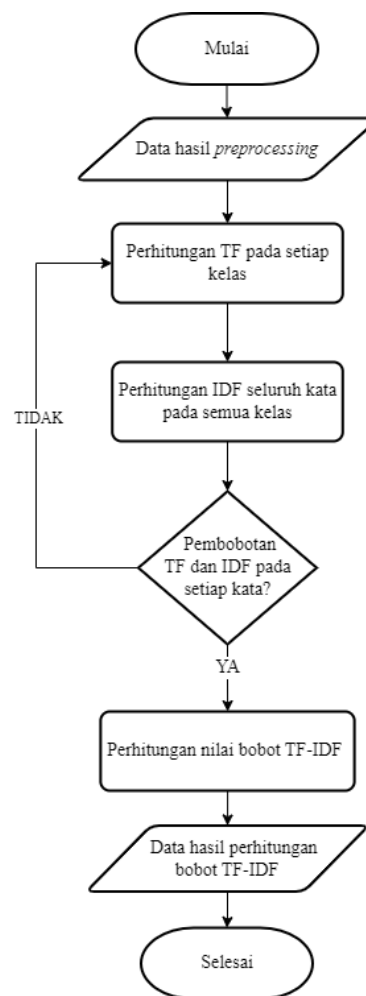 Mulai
Data hasil preprocessing
Perhitungan TF pada setiap
kelas
Perhitungan IDF seluruh kata
pada semua kelas
TIDAK
Pembobotan
TF dan IDF pada
setiap kata?
YA
Perhitungan nilai bobot TF-IDF
Data hasil perhitungan
bobot TF-IDF
Selesai